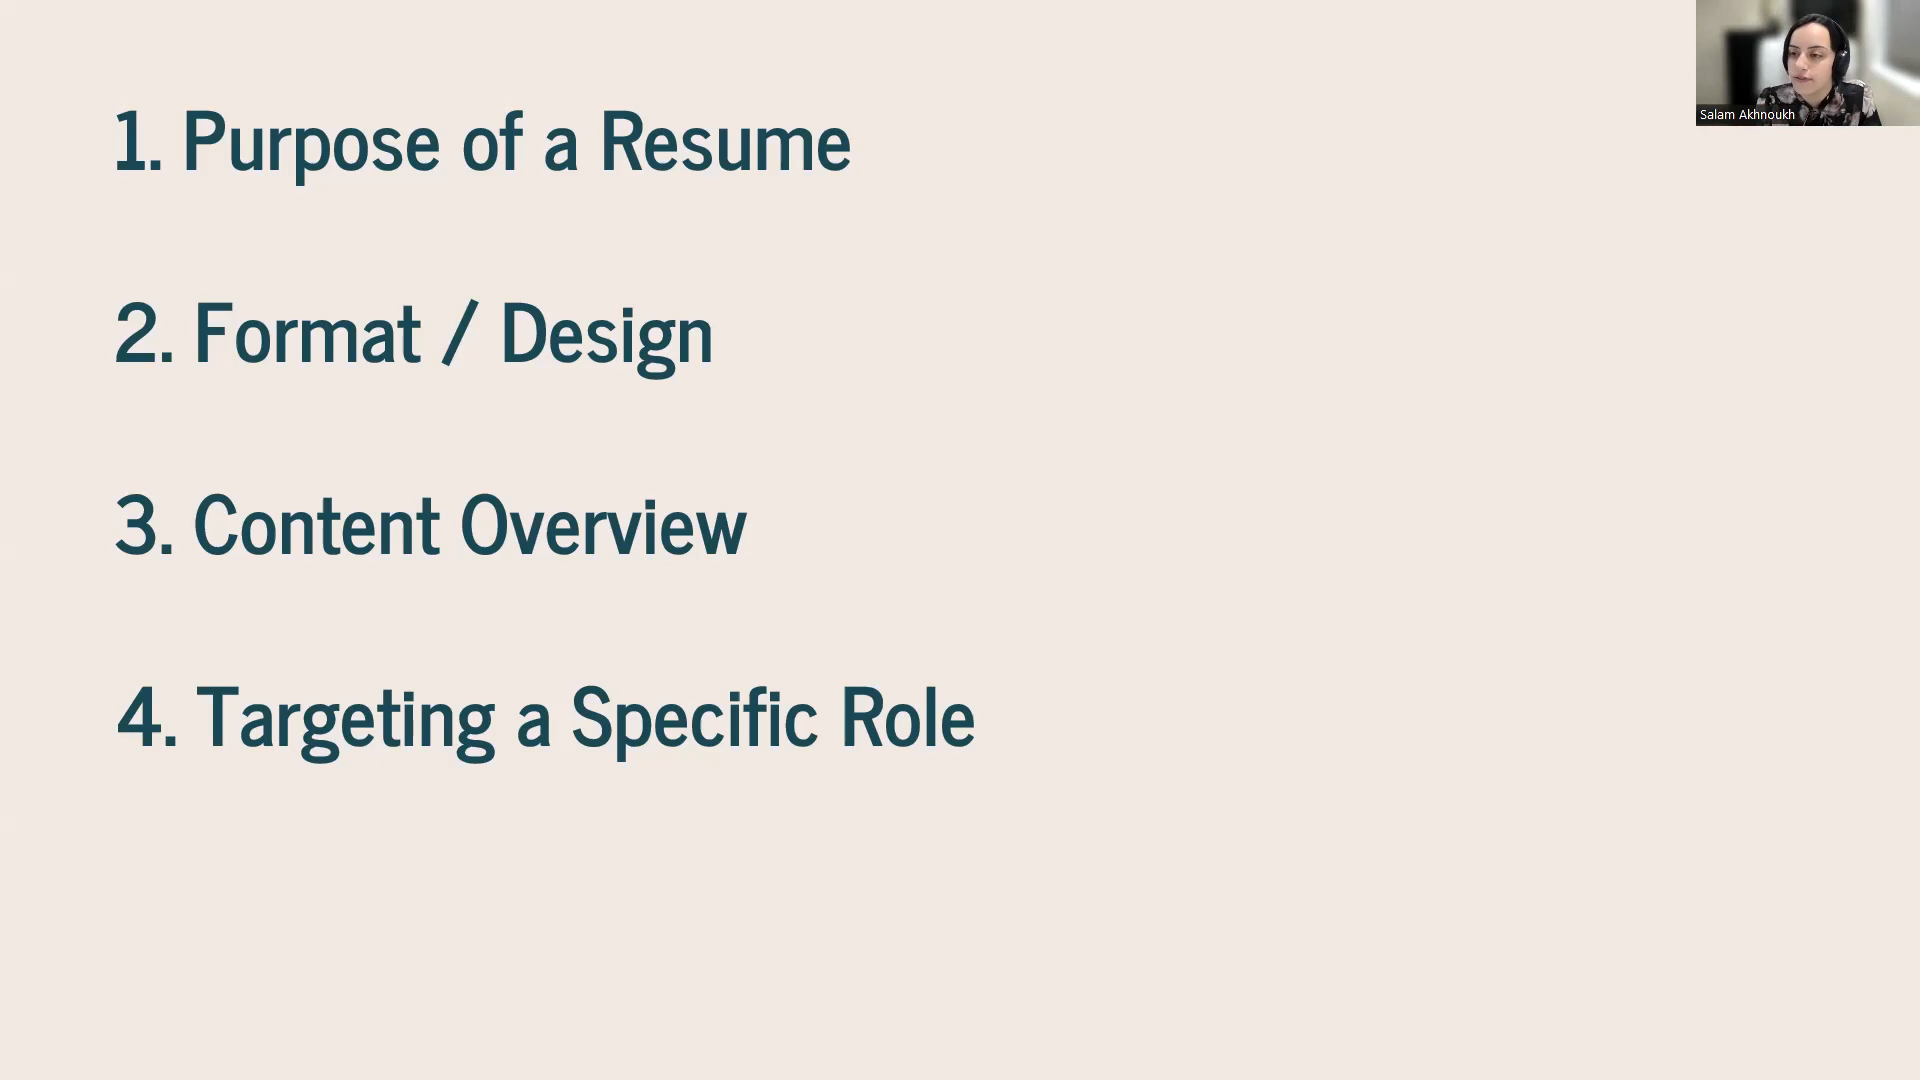 1. Purpose of a Resume
2. Format / Design
3. Content Overview
4. Targeting a Specific Role
Salam Akhnoukh